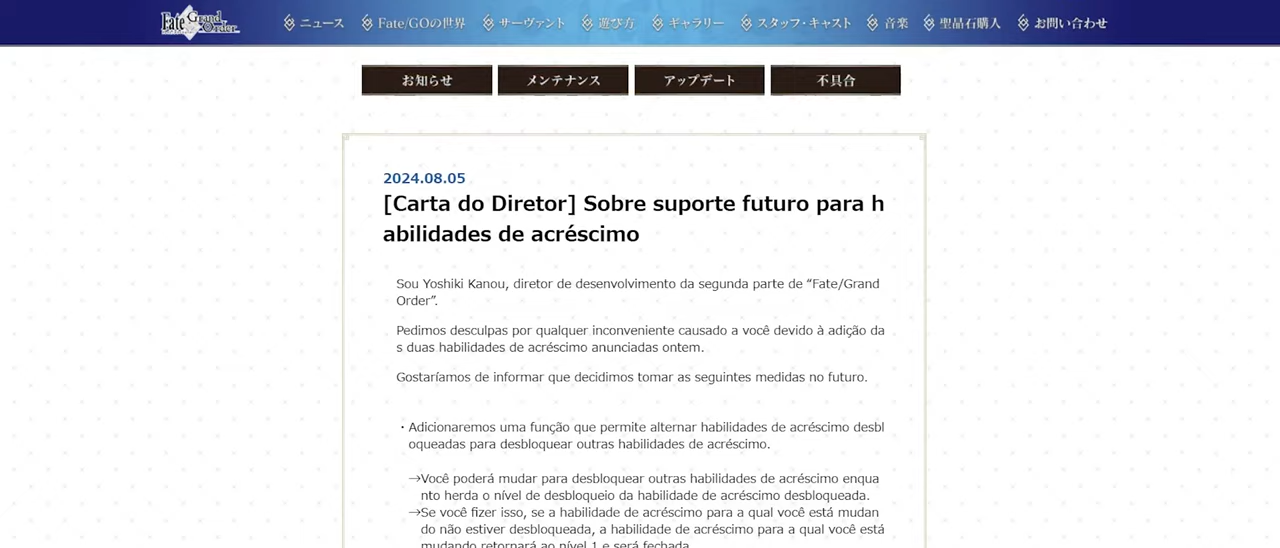 Fate Grand Order
ニュース Fate/GOの世界 サーヴァント 遊び方 ギャラリー スタッフ・キャスト 音楽 聖晶石購入 お問い合わせ
お知らせ メンテナンス アップデート 不具合
2024.08.05
[Carta do Diretor] Sobre suporte futuro para h
abilidades de acréscimo
Sou Yoshiki Kanou, diretor de desenvolvimento da segunda parte de “Fate/Grand
Order”.
Pedimos desculpas por qualquer inconveniente causado a você devido à adição da
s duas habilidades de acréscimo anunciadas ontem.
Gostaríamos de informar que decidimos tomar as seguintes medidas no futuro.
・Adicionaremos uma função que permite alternar habilidades de acréscimo desbl
oqueadas para desbloquear outras habilidades de acréscimo.
→Você poderá mudar para desbloquear outras habilidades de acréscimo enqua
nto herda o nível de desbloqueio da habilidade de acréscimo desbloqueada.
→Se você fizer isso, se a habilidade de acréscimo para a qual você está mudan
do não estiver desbloqueada, a habilidade de acréscimo para a qual você está
mudando retornará ao nível 1 e será fechada.